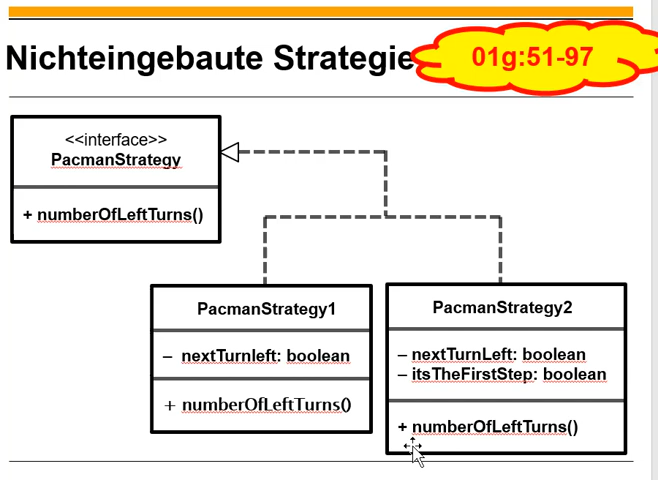 Nichteingebaute Strategie
01g:51-97
<<interface>>
PacmanStrategy
+ numberOfLeftTurns()
PacmanStrategy1
– nextTurnleft: boolean
+ numberOfLeftTurns()
PacmanStrategy2
– nextTurnLeft: boolean
– itsTheFirstStep: boolean
+ numberOfLeftTurns()